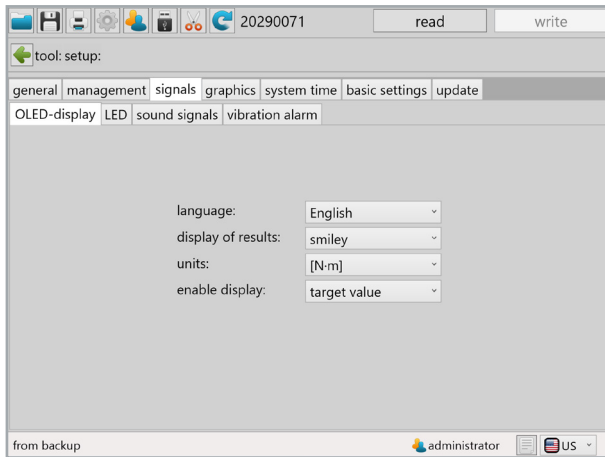 20290071 read write
tool: setup:
general management signals graphics system time basic settings update
OLED-display LED sound signals vibration alarm
language: English
display of results: smiley
units: [N·m]
enable display: target value
from backup administrator US